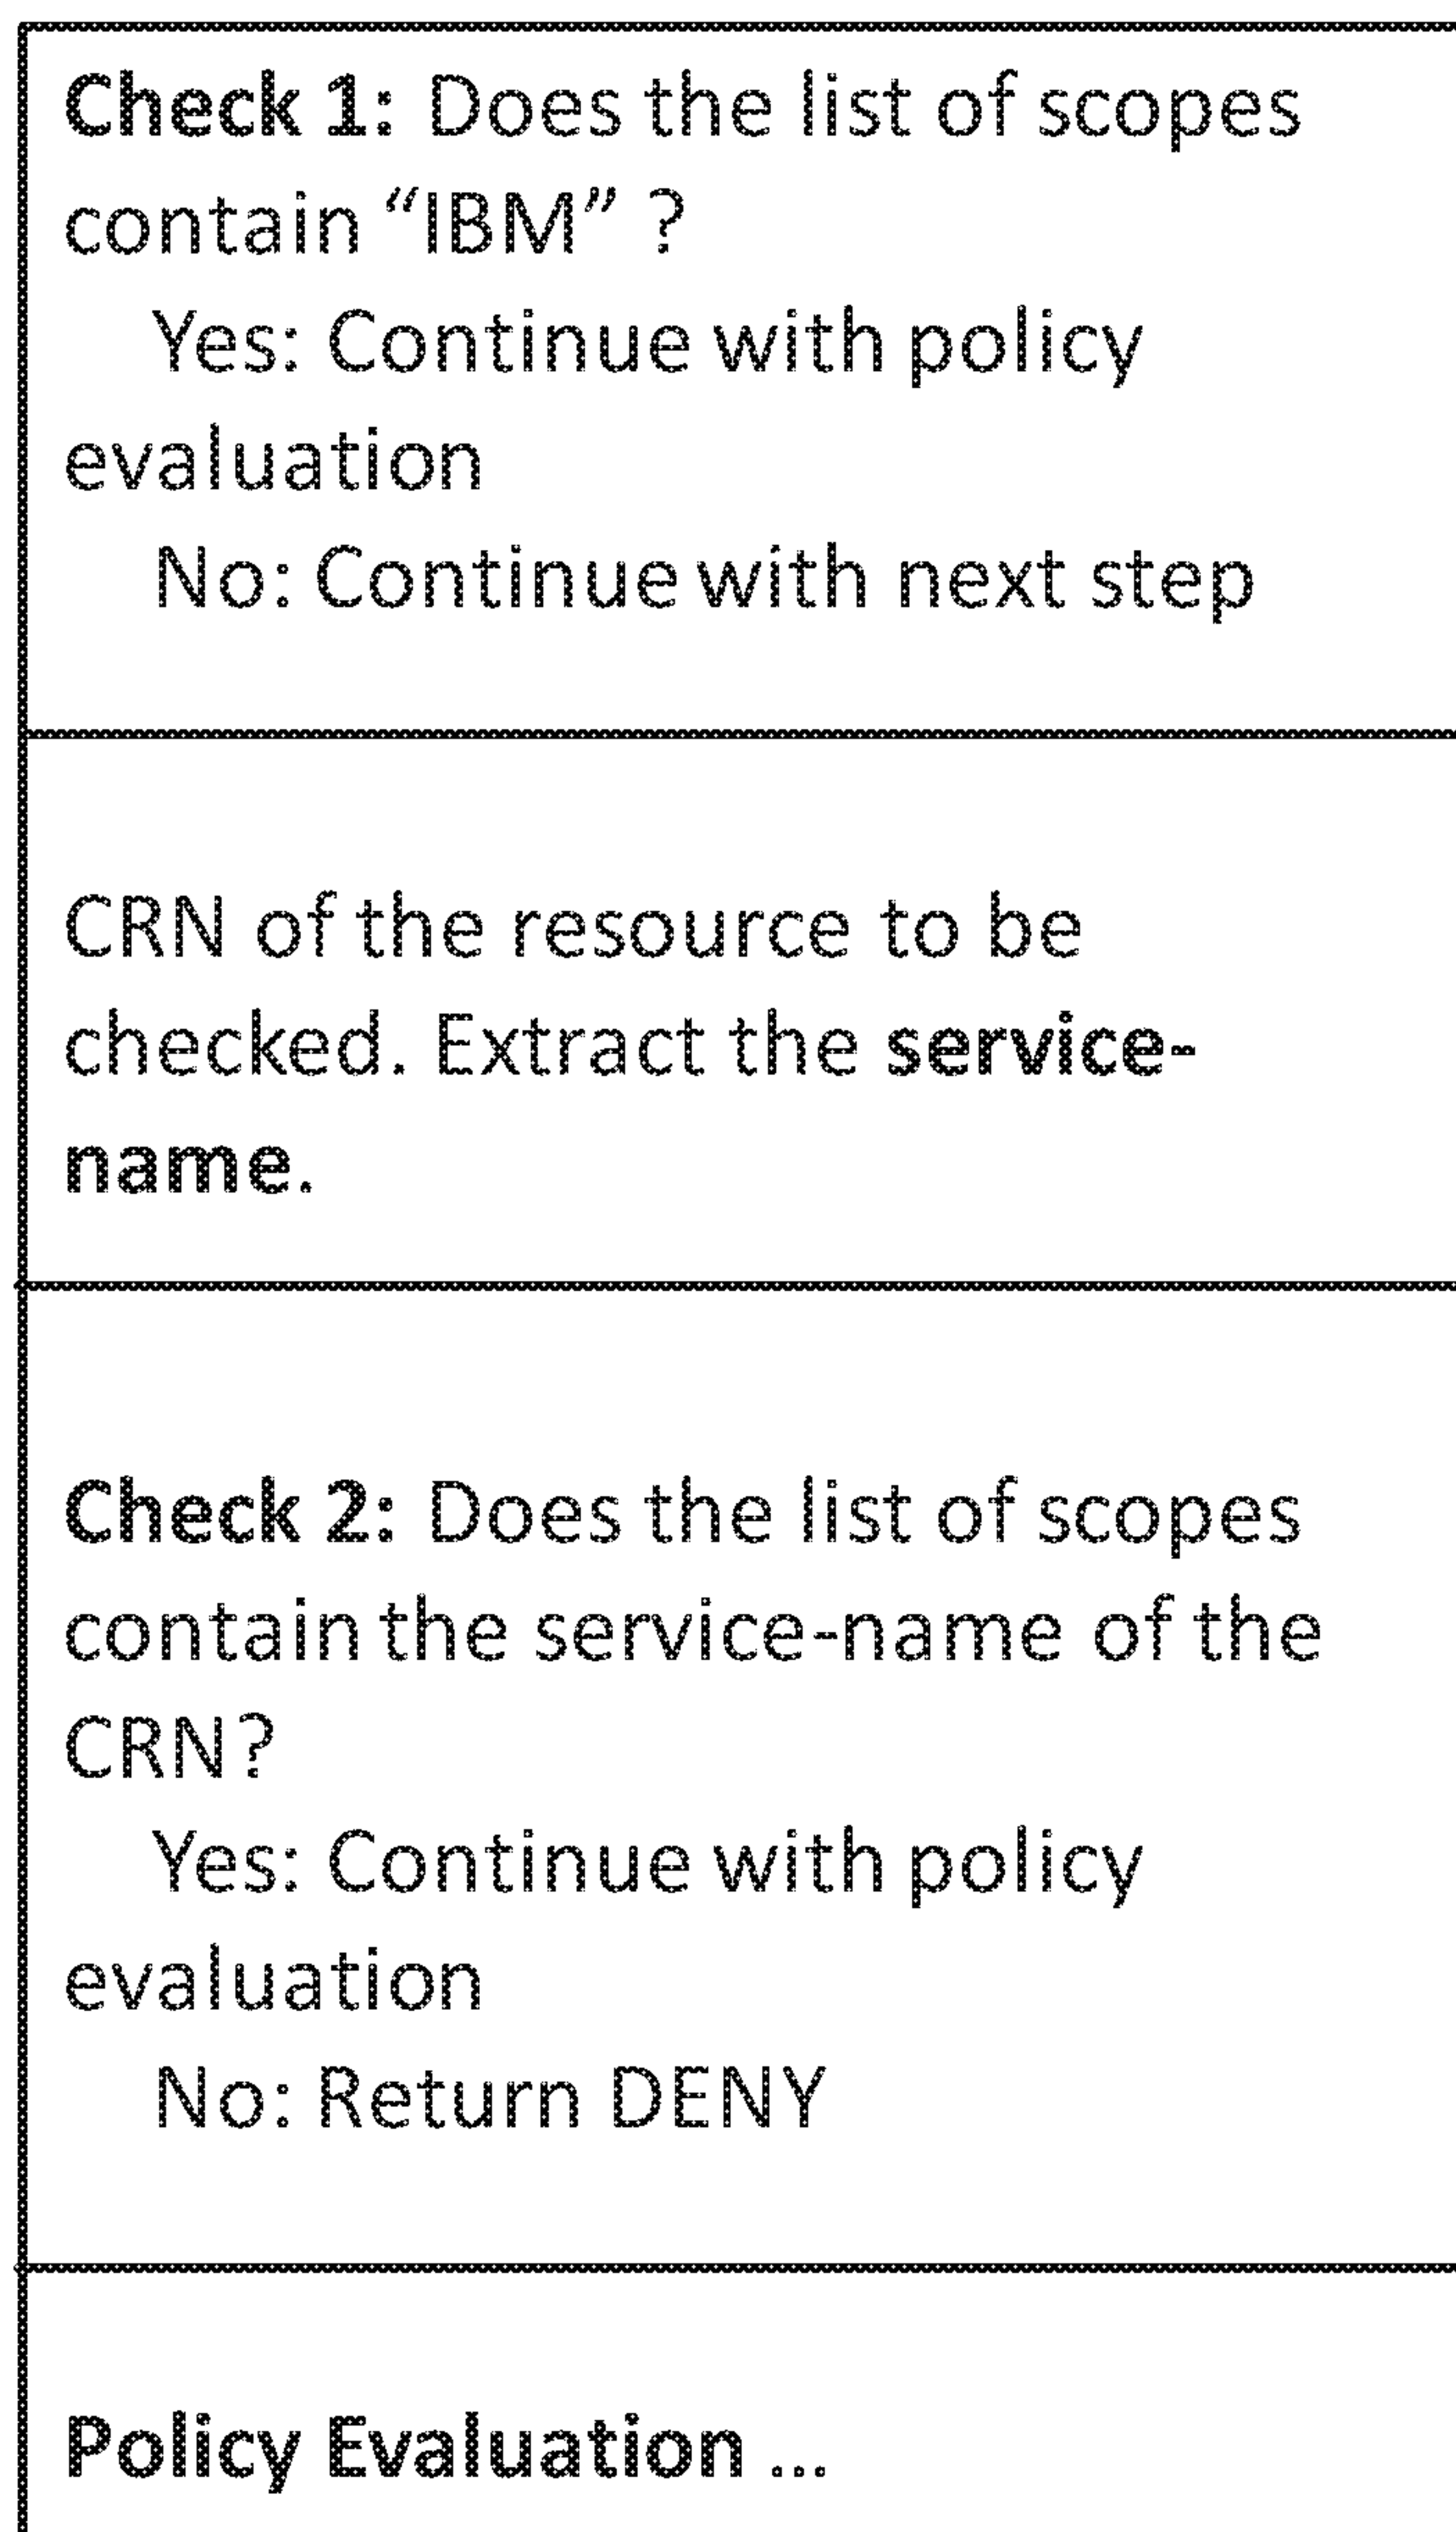 Check 1: Does the list of scopes
contain “IBM” ?
Yes: Continue with policy
evaluation
No: Continue with next step
CRN of the resource to be
checked. Extract the service-
name.
Check 2: Does the list of scopes
contain the service-name of the
CRN?
Yes: Continue with policy
evaluation
No: Return DENY
Policy Evaluation ...